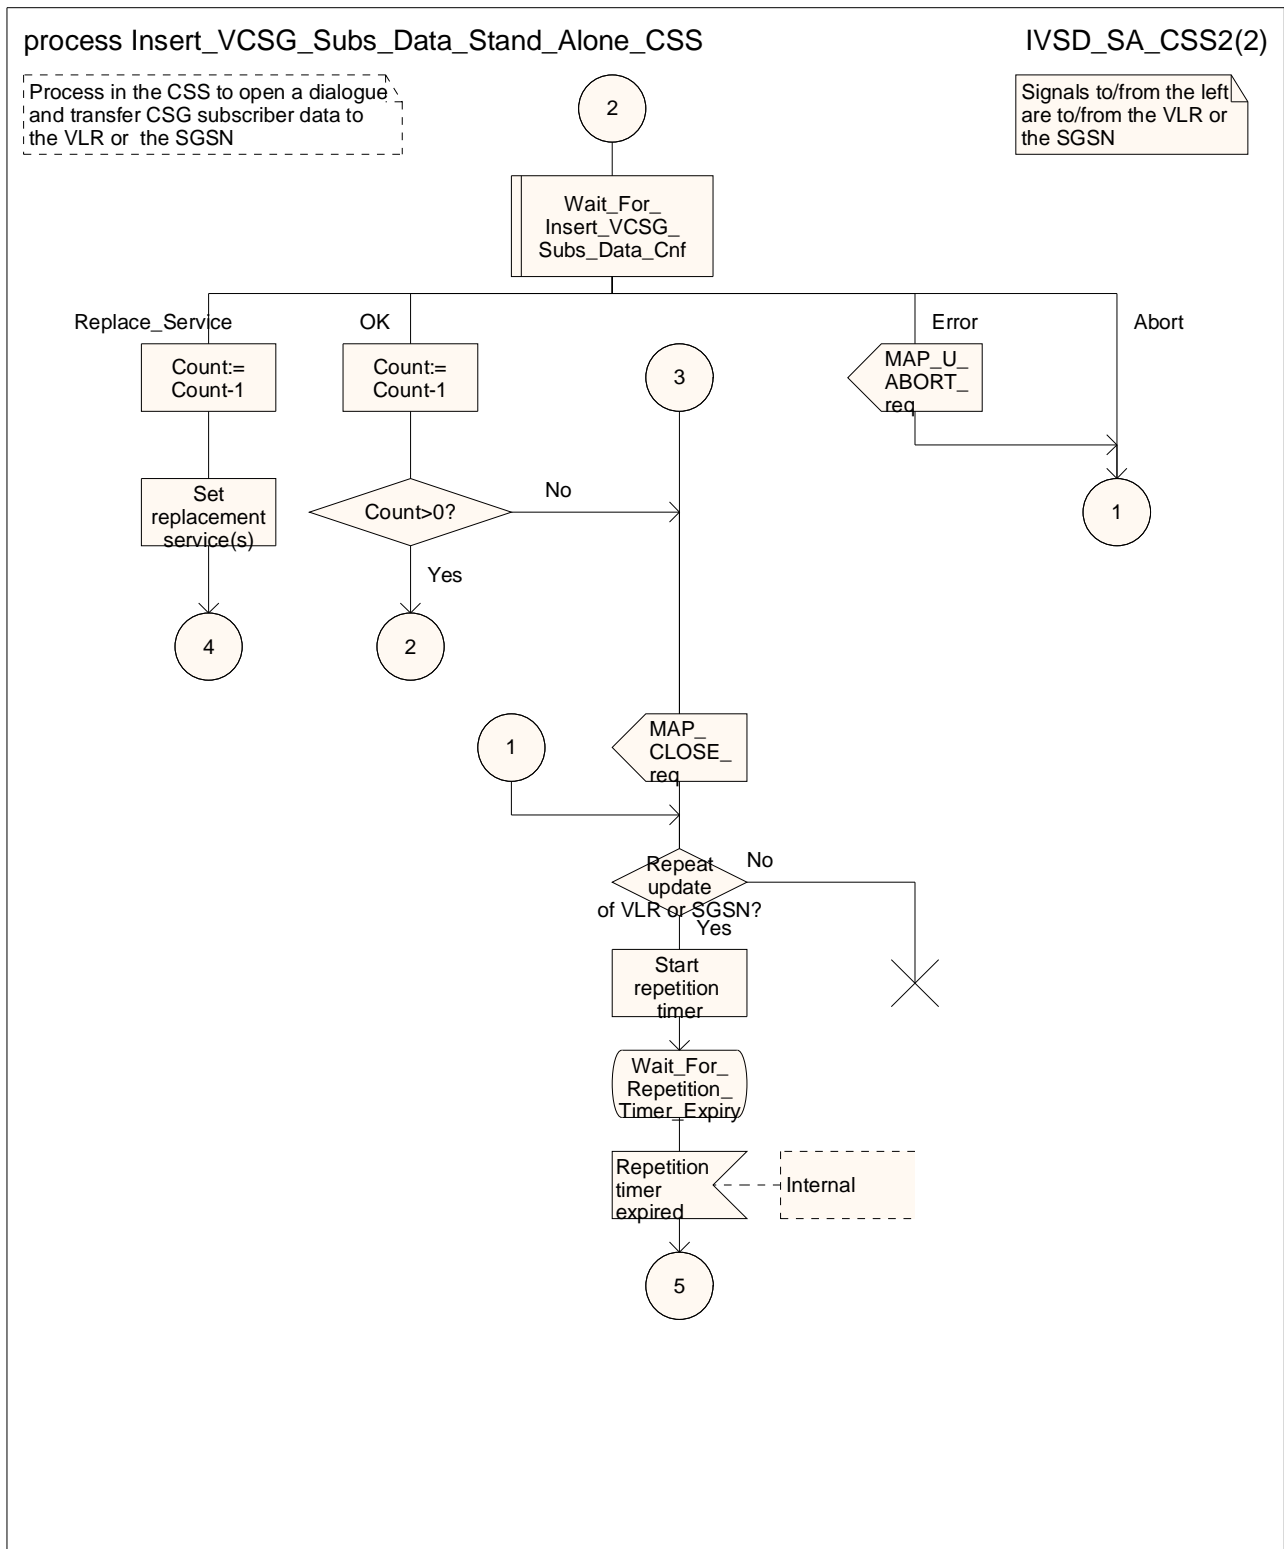 process Insert_VCSG_Subs_Data_Stand_Alone_CSS
IVSD_SA_CSS2(2)
Process in the CSS to open a dialogue
and transfer CSG subscriber data to
the VLR or the SGSN
2
Signals to/from the left
are to/from the VLR or
the SGSN
Wait_For_
Insert_VCSG_
Subs_Data_Cnf
Replace_Service
OK
Error
Abort
Count:=
Count-1
Count:=
Count-1
3
MAP_U_
ABORT_
req
Set
replacement
service(s)
Count>0?
No
1
Yes
4
2
1
MAP_
CLOSE_
req
Repeat
update
of VLR or SGSN?
No
Yes
Start
repetition
timer
Wait_For_
Repetition_
Timer_Expiry
Repetition
timer
expired
Internal
5